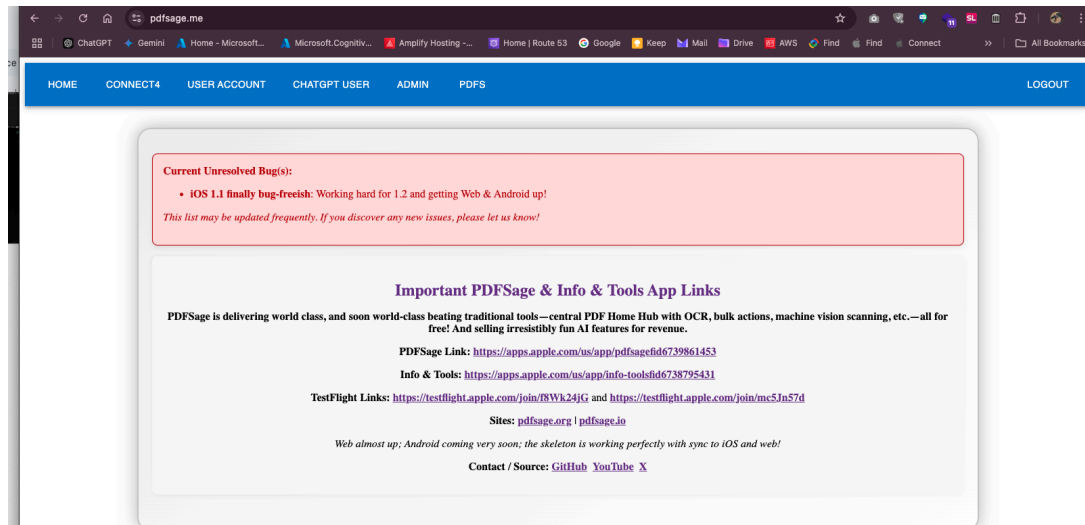 pdfsage.me
11
SL
ChatGPT
Gemini
Home - Microsoft...
Microsoft.Cognitiv...
Amplify Hosting -...
Home | Route 53
Google
Keep
Mail
Drive
AWS
Find
Find
Connect
»
All Bookmarks
ce
HOME
CONNECT4
USER ACCOUNT
CHATGPT USER
ADMIN
PDFS
LOGOUT
Current Unresolved Bug(s):
• iOS 1.1 finally bug-freeish: Working hard for 1.2 and getting Web & Android up!
This list may be updated frequently. If you discover any new issues, please let us know!
Important PDFSage & Info & Tools App Links
PDFSage is delivering world class, and soon world-class beating traditional tools—central PDF Home Hub with OCR, bulk actions, machine vision scanning, etc.—all for
free! And selling irresistibly fun AI features for revenue.
PDFSage Link: https://apps.apple.com/us/app/pdfsagefid6739861453
Info & Tools: https://apps.apple.com/us/app/info-toolsfid6738795431
TestFlight Links: https://testflight.apple.com/join/f8Wk24jG and https://testflight.apple.com/join/mc5Jn57d
Sites: pdfsage.org | pdfsage.io
Web almost up; Android coming very soon; the skeleton is working perfectly with sync to iOS and web!
Contact / Source: GitHub YouTube X